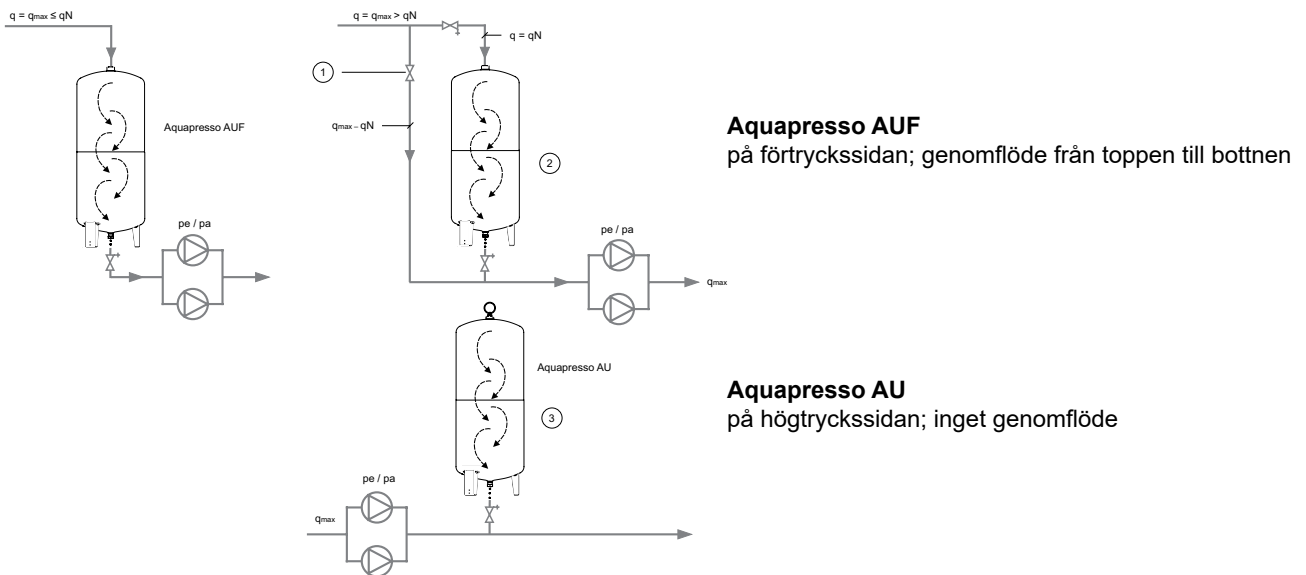 q = qmax ≤ qN
Aquapresso AUF
pe / pa
q = qmax > qN
q = qN
1
qmax – qN
2
pe / pa
qmax
Aquapresso AUF
på förtryckssidan; genomflöde från toppen till bottnen
Aquapresso AU
3
pe / pa
qmax
Aquapresso AU
på högtryckssidan; inget genomflöde